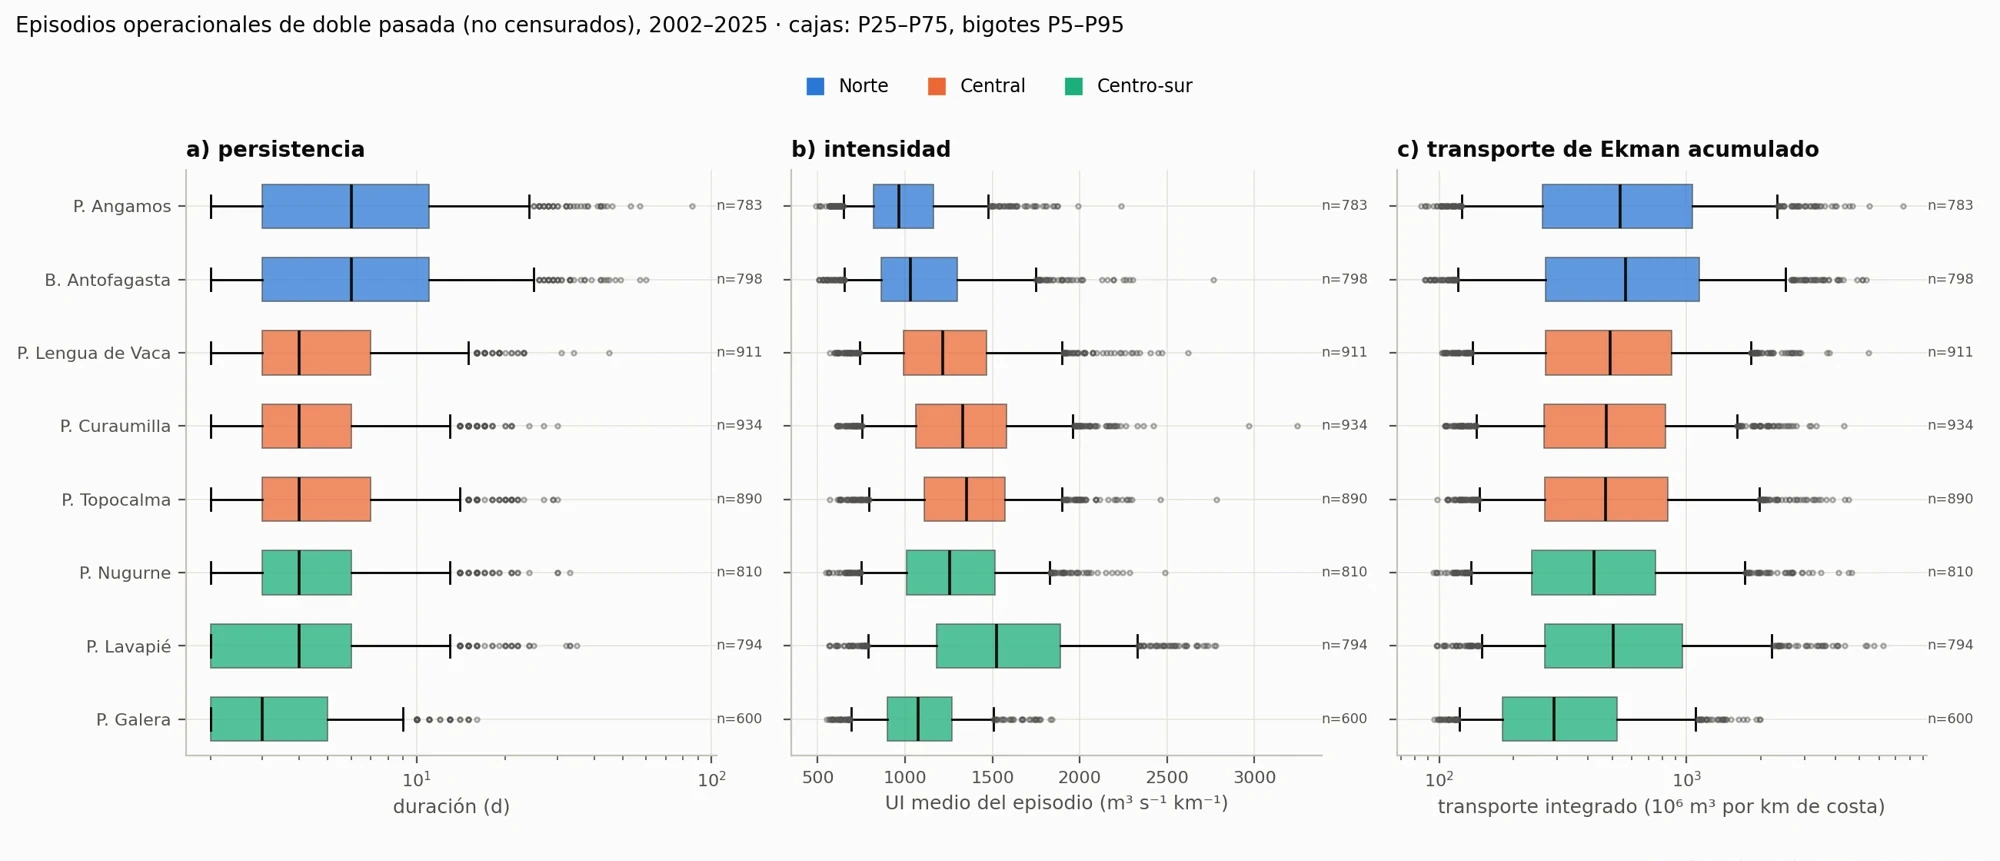 Episodios operacionales de doble pasada (no censurados), 2002–2025 · cajas: P25–P75, bigotes P5–P95
Norte Central Centro-sur
a) persistencia
P. Angamos n=783
B. Antofagasta n=798
P. Lengua de Vaca n=911
P. Curaumilla n=934
P. Topocalma n=890
P. Nugurne n=810
P. Lavapié n=794
P. Galera n=600
10¹ 10²
duración (d)
b) intensidad
n=783
n=798
n=911
n=934
n=890
n=810
n=794
n=600
500 1000 1500 2000 2500 3000
UI medio del episodio (m³ s⁻¹ km⁻¹)
c) transporte de Ekman acumulado
n=783
n=798
n=911
n=934
n=890
n=810
n=794
n=600
10² 10³
transporte integrado (10⁶ m³ por km de costa)